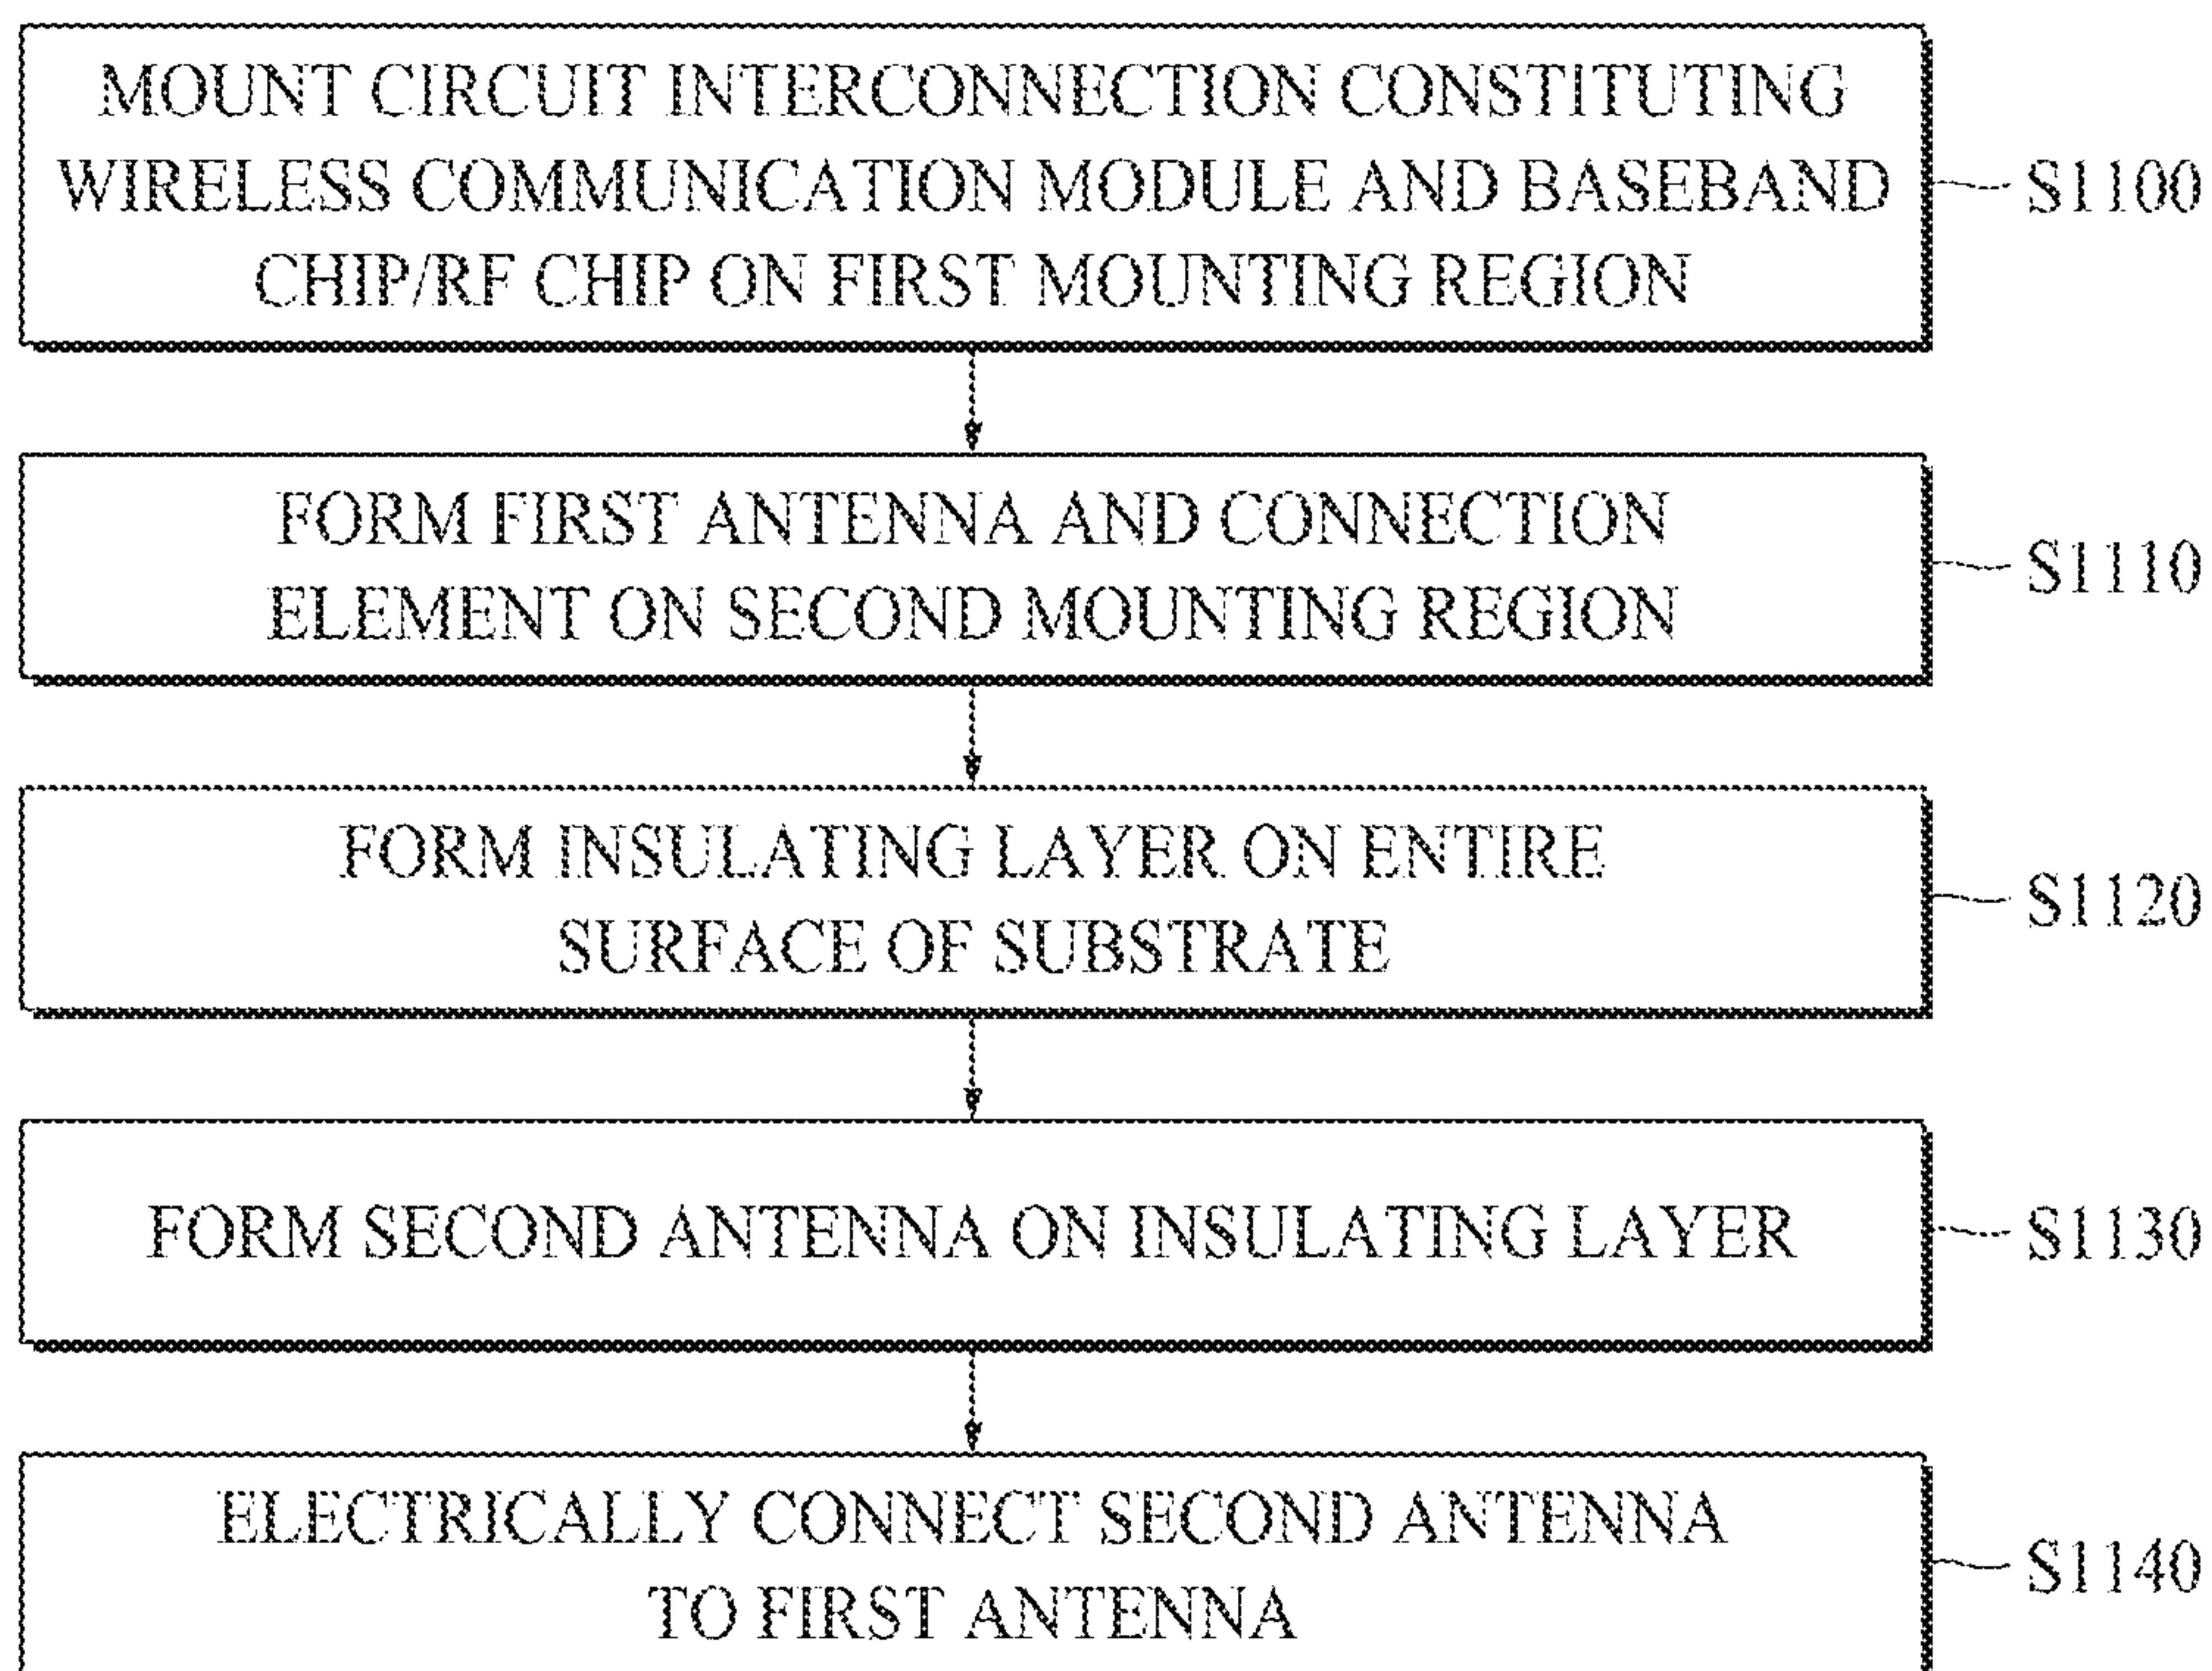 MOUNT CIRCUIT INTERCONNECTION CONSTITUTING
WIRELESS COMMUNICATION MODULE AND BASEBAND
CHIP/RF CHIP ON FIRST MOUNTING REGION
S1100
FORM FIRST ANTENNA AND CONNECTION
ELEMENT ON SECOND MOUNTING REGION
S1110
FORM INSULATING LAYER ON ENTIRE
SURFACE OF SUBSTRATE
S1120
FORM SECOND ANTENNA ON INSULATING LAYER
S1130
ELECTRICALLY CONNECT SECOND ANTENNA
TO FIRST ANTENNA
S1140